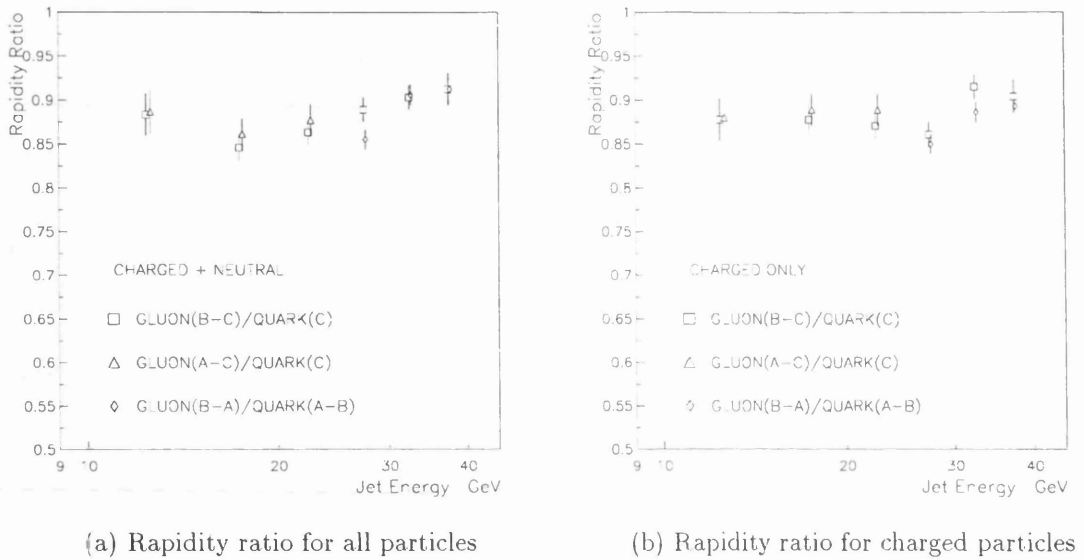 Rapidity Ratio
1
0.95
0.9
0.85
0.8
0.75
0.7
0.65
0.6
0.55
0.5
CHARGED + NEUTRAL
GLUON(B-C)/QUARK(C)
GLUON(A-C)/QUARK(C)
GLUON(B-A)/QUARK(A-B)
9 10 20 30 40
Jet Energy GeV
(a) Rapidity ratio for all particles
Rapidity Ratio
1
0.95
0.9
0.85
0.8
0.75
0.7
0.65
0.6
0.55
0.5
CHARGED ONLY
GLUON(B-C)/QUARK(C)
GLUON(A-C)/QUARK(C)
GLUON(B-A)/QUARK(A-B)
9 10 20 30 40
Jet Energy GeV
(b) Rapidity ratio for charged particles